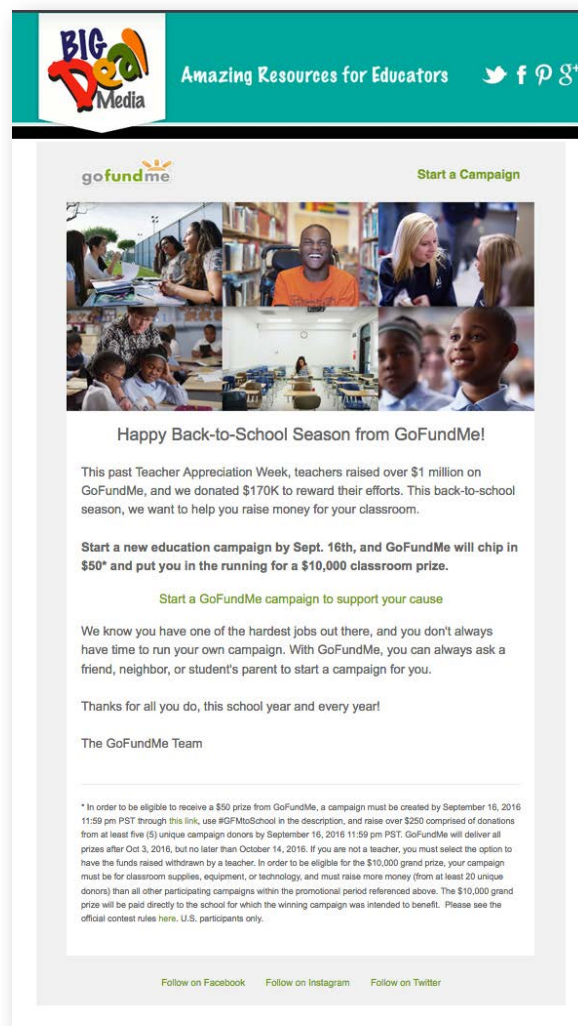 BIG
Deal
Media
Amazing Resources for Educators
gofundme
Start a Campaign
Happy Back-to-School Season from GoFundMe!
This past Teacher Appreciation Week, teachers raised over $1 million on
GoFundMe, and we donated $170K to reward their efforts. This back-to-school
season, we want to help you raise money for your classroom.
Start a new education campaign by Sept. 16th, and GoFundMe will chip in
$50* and put you in the running for a $10,000 classroom prize.
Start a GoFundMe campaign to support your cause
We know you have one of the hardest jobs out there, and you don't always
have time to run your own campaign. With GoFundMe, you can always ask a
friend, neighbor, or student's parent to start a campaign for you.
Thanks for all you do, this school year and every year!
The GoFundMe Team
* In order to be eligible to receive a $50 prize from GoFundMe, a campaign must be created by September 16, 2016
11:59 pm PST through this link, use #GFMtoSchool in the description, and raise over $250 comprised of donations
from at least five (5) unique campaign donors by September 16, 2016 11:59 pm PST. GoFundMe will deliver all
prizes after Oct 3, 2016, but no later than October 14, 2016. If you are not a teacher, you must select the option to
have the funds raised withdrawn by a teacher. In order to be eligible for the $10,000 grand prize, your campaign
must be for classroom supplies, equipment, or technology, and must raise more money (from at least 20 unique
donors) than all other participating campaigns within the promotional period referenced above. The $10,000 grand
prize will be paid directly to the school for which the winning campaign was intended to benefit. Please see the
official contest rules here. U.S. participants only.
Follow on Facebook Follow on Instagram Follow on Twitter